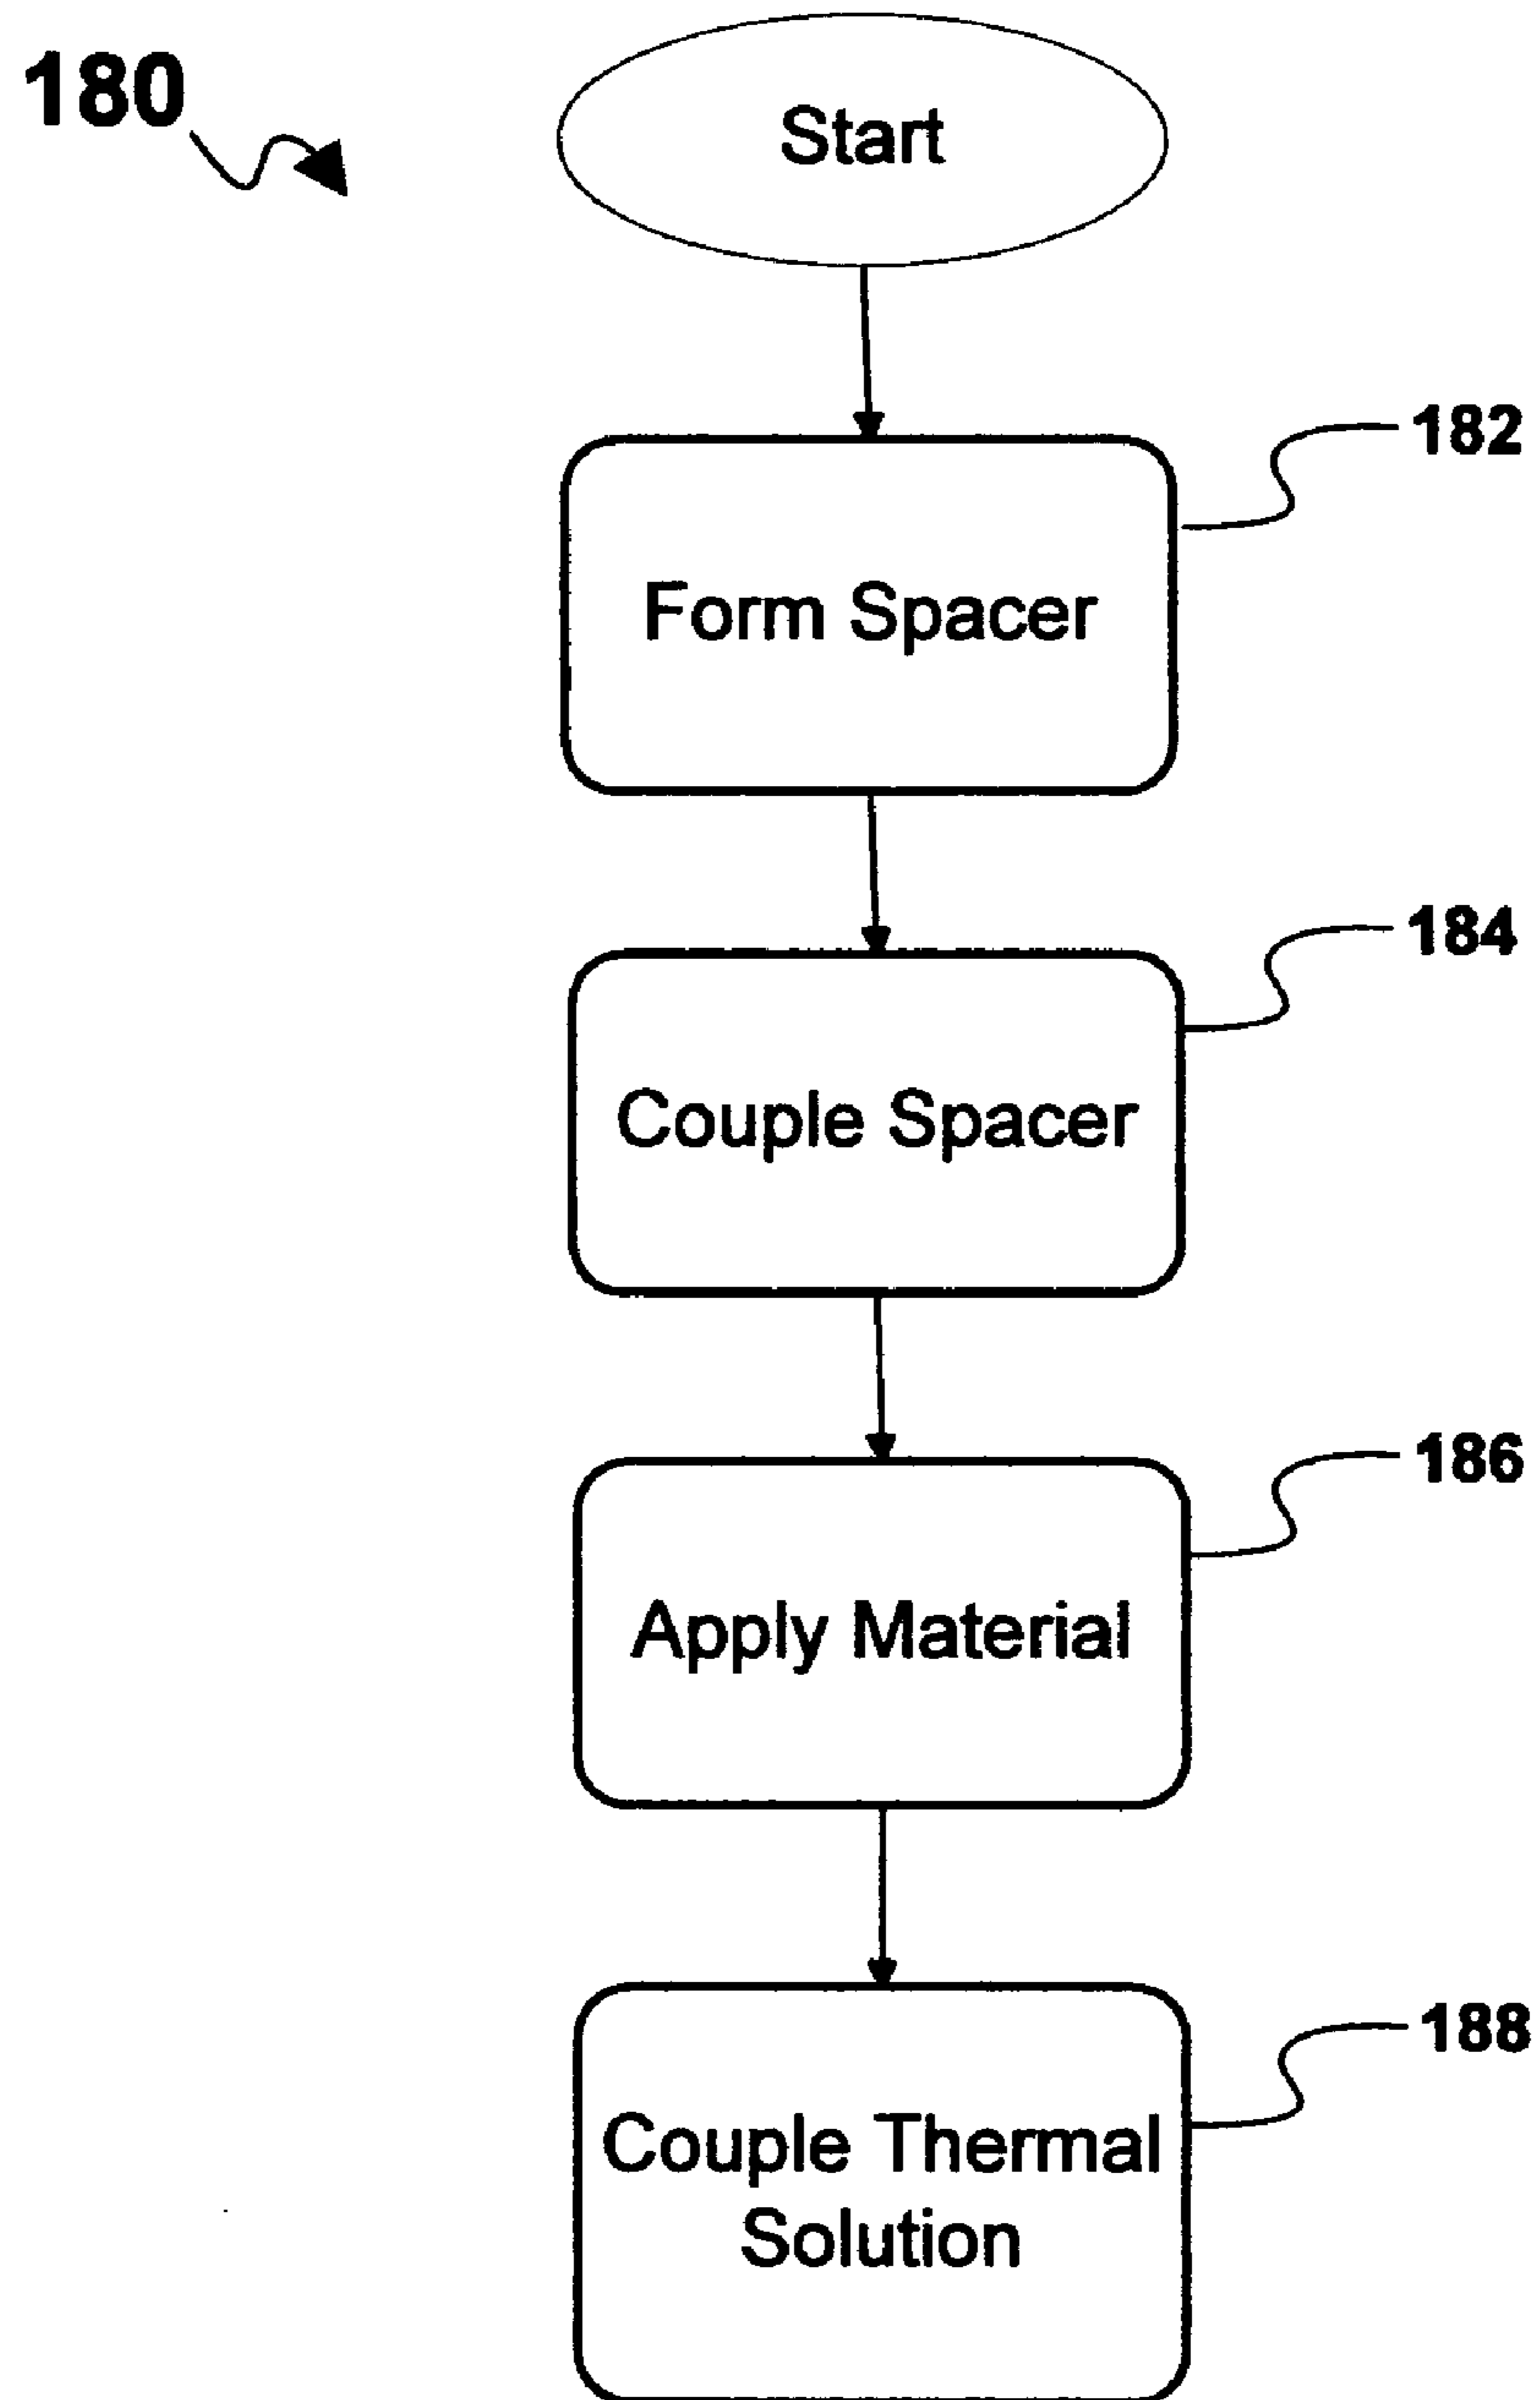 180
Start
182
Form Spacer
184
Couple Spacer
186
Apply Material
188
Couple Thermal
Solution